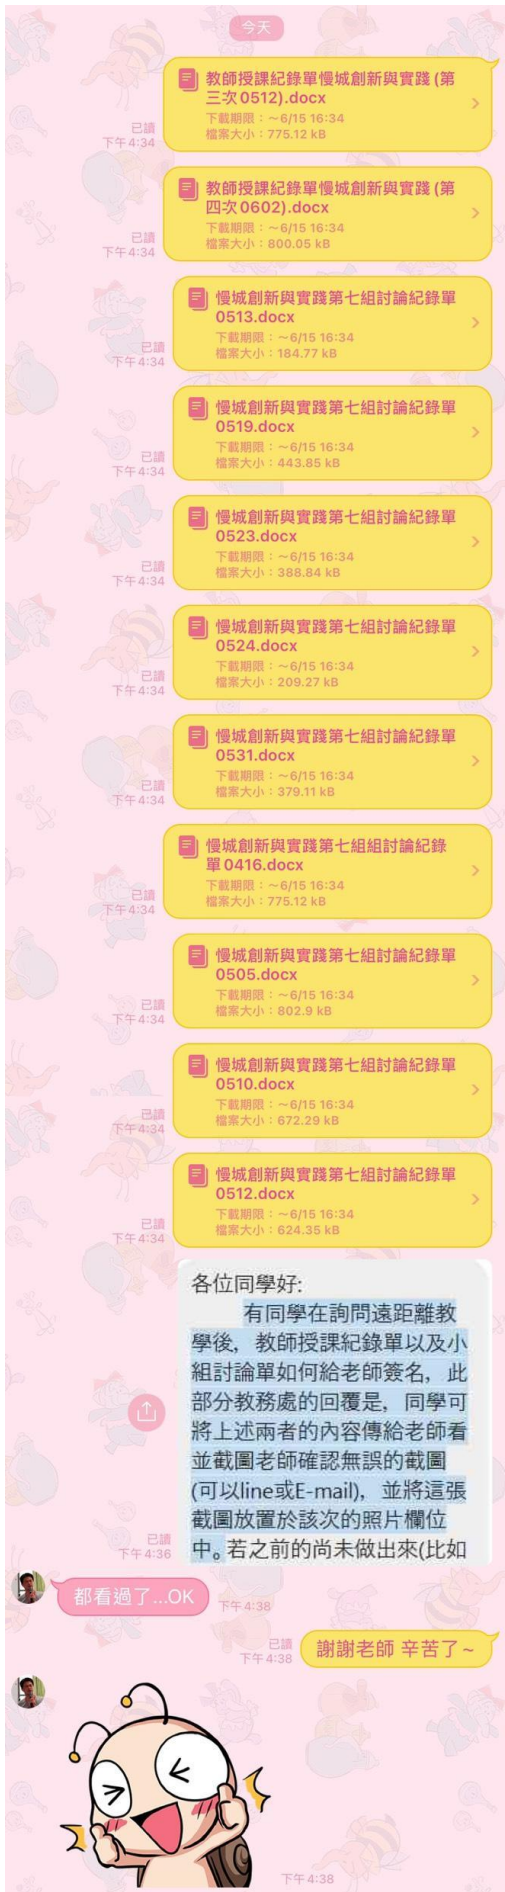 今天
教師授課紀錄單慢城創新與實踐 (第
三次0512).docx
下載期限：～6/15 16:34
檔案大小：775.12 kB
已讀
下午4:34
教師授課紀錄單慢城創新與實踐 (第
四次0602).docx
下載期限：～6/15 16:34
檔案大小：800.05 kB
已讀
下午4:34
慢城創新與實踐第七組討論紀錄單
0513.docx
下載期限：～6/15 16:34
檔案大小：184.77 kB
已讀
下午4:34
慢城創新與實踐第七組討論紀錄單
0519.docx
下載期限：～6/15 16:34
檔案大小：443.85 kB
已讀
下午4:34
慢城創新與實踐第七組討論紀錄單
0523.docx
下載期限：～6/15 16:34
檔案大小：388.84 kB
已讀
下午4:34
慢城創新與實踐第七組討論紀錄單
0524.docx
下載期限：～6/15 16:34
檔案大小：209.27 kB
已讀
下午4:34
慢城創新與實踐第七組討論紀錄單
0531.docx
下載期限：～6/15 16:34
檔案大小：379.11 kB
已讀
下午4:34
慢城創新與實踐第七組組討論紀錄
單0416.docx
下載期限：～6/15 16:34
檔案大小：775.12 kB
已讀
下午4:34
慢城創新與實踐第七組討論紀錄單
0505.docx
下載期限：～6/15 16:34
檔案大小：802.9 kB
已讀
下午4:34
慢城創新與實踐第七組討論紀錄單
0510.docx
下載期限：～6/15 16:34
檔案大小：672.29 kB
已讀
下午4:34
慢城創新與實踐第七組討論紀錄單
0512.docx
下載期限：～6/15 16:34
檔案大小：624.35 kB
已讀
下午4:34
各位同學好:
有同學在詢問遠距離教
學後，教師授課紀錄單以及小
組討論單如何給老師簽名，此
部分教務處的回覆是，同學可
將上述兩者的內容傳給老師看
並截圖老師確認無誤的截圖
(可以line或E-mail)，並將這張
截圖放置於該次的照片欄位
中。若之前的尚未做出來(比如
已讀
下午4:36
都看過了...OK
下午4:38
謝謝老師 辛苦了~
已讀
下午4:38
下午4:38